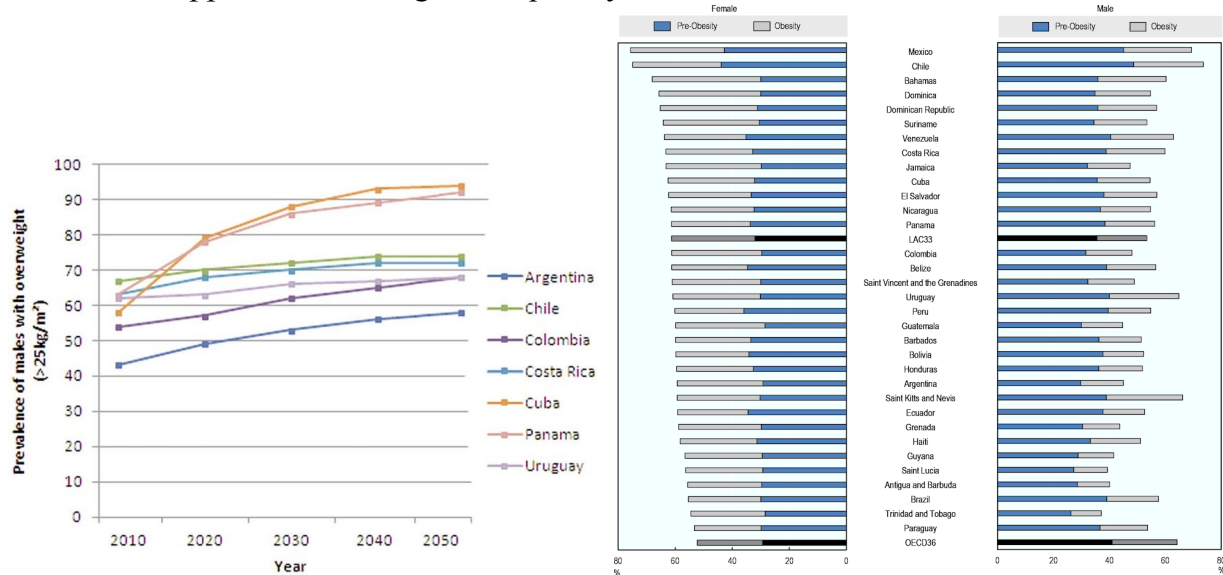 Prevalence of males with overweight
(>25kg/m²)
100
90
80
70
60
50
40
30
20
10
0
2010 2020 2030 2040 2050
Year
Argentina
Chile
Colombia
Costa Rica
Cuba
Panama
Uruguay
Female
Pre-Obesity Obesity
Male
Pre-Obesity Obesity
Mexico
Chile
Bahamas
Dominica
Dominican Republic
Suriname
Venezuela
Costa Rica
Jamaica
Cuba
El Salvador
Nicaragua
Panama
LAC33
Colombia
Belize
Saint Vincent and the Grenadines
Uruguay
Peru
Guatemala
Barbados
Bolivia
Honduras
Argentina
Saint Kitts and Nevis
Ecuador
Grenada
Haiti
Guyana
Saint Lucia
Antigua and Barbuda
Brazil
Trinidad and Tobago
Paraguay
OECD36
80 60 40 20 0
%
0 20 40 60 80
%